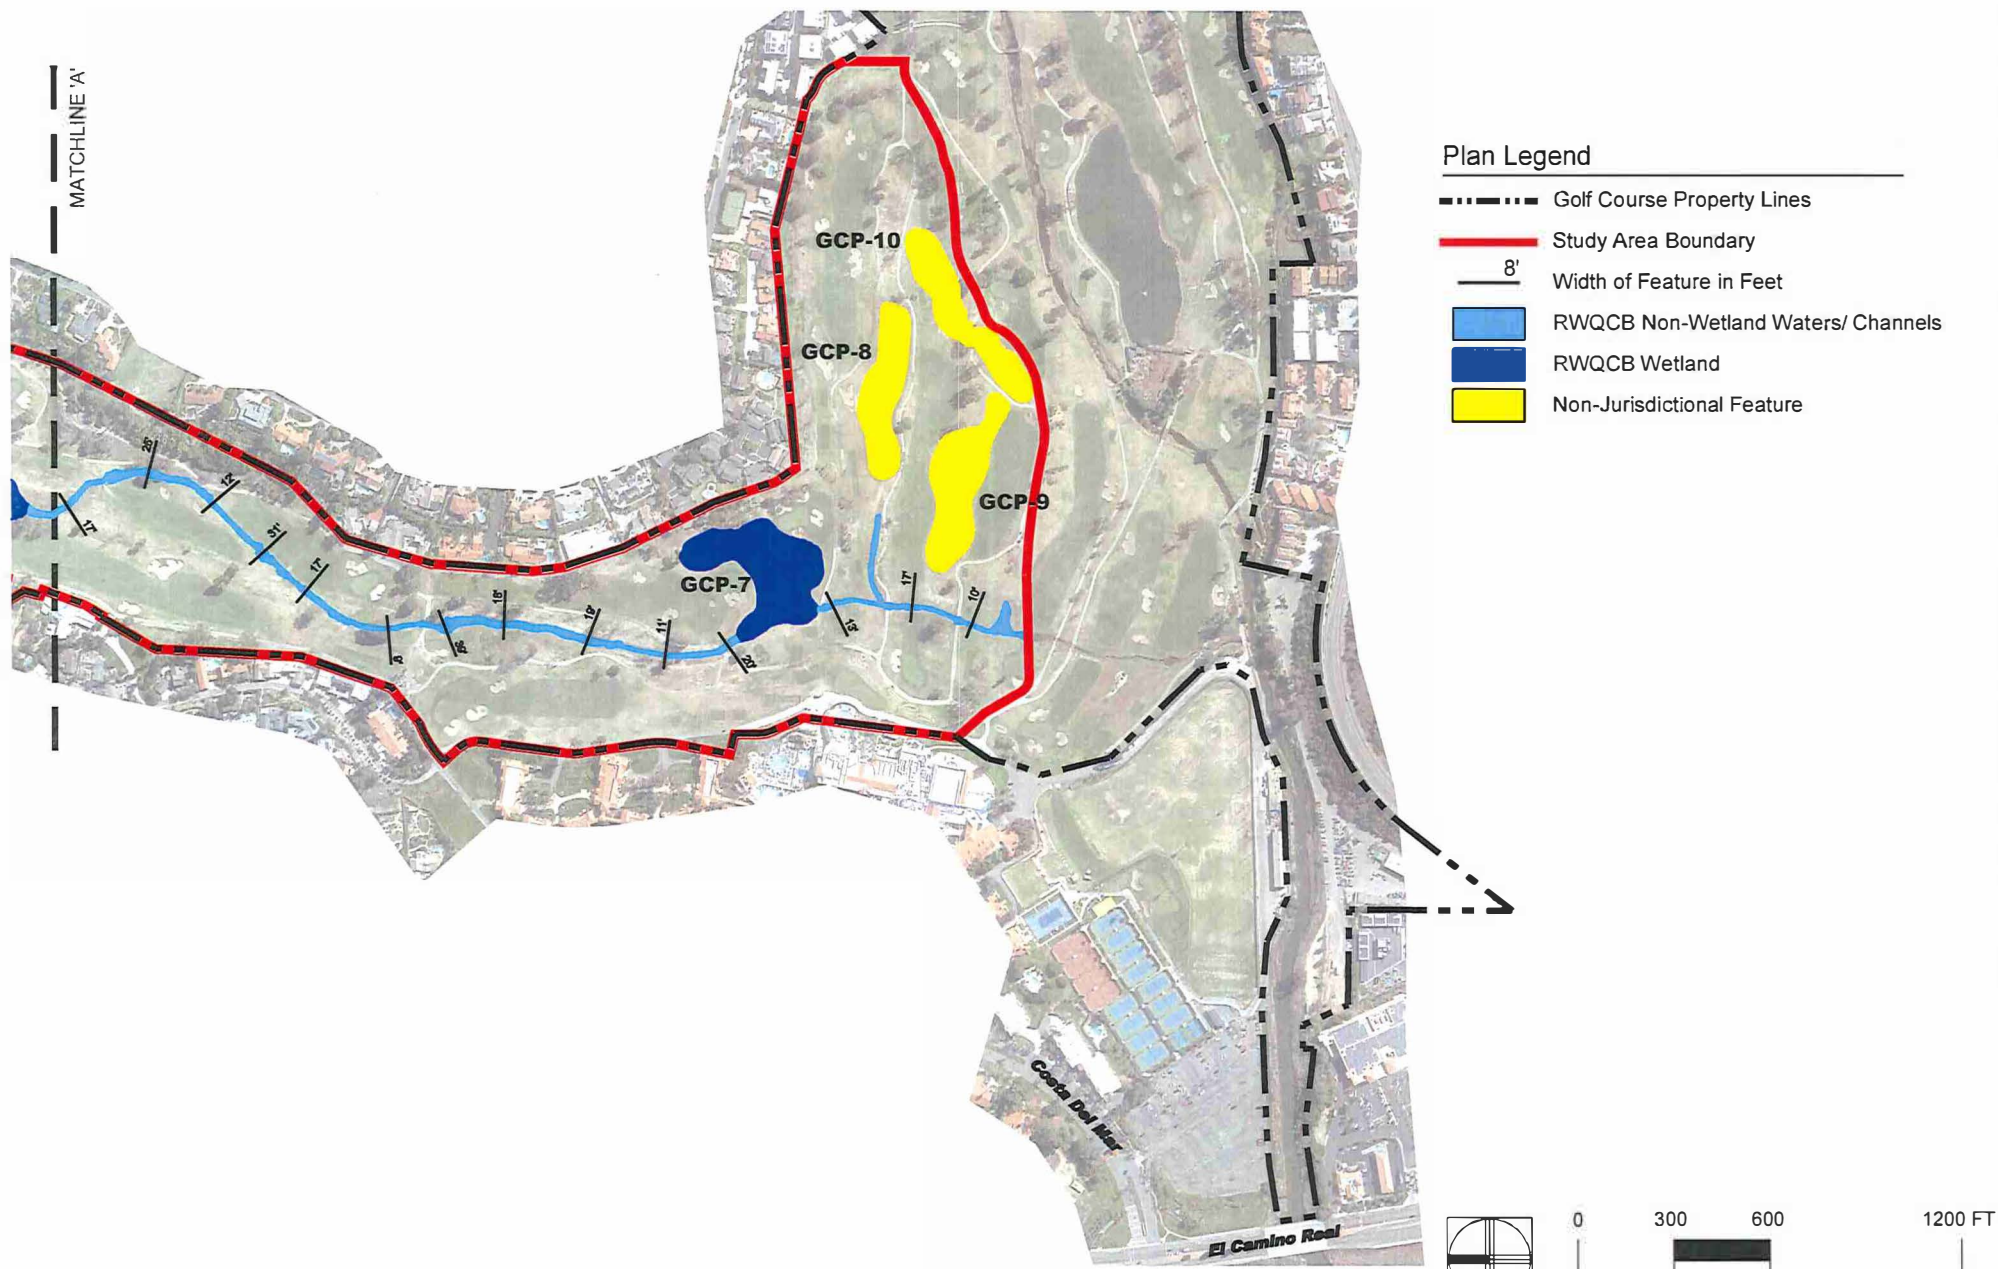 MATCHLINE 'A'
Plan Legend
Golf Course Property Lines
Study Area Boundary
8'
Width of Feature in Feet
RWQCB Non-Wetland Waters/ Channels
RWQCB Wetland
Non-Jurisdictional Feature
GCP-10
GCP-8
GCP-9
GCP-7
25'
12'
17'
31'
17'
18'
19'
11'
20'
13'
17'
10'
Costa Del Mar
El Camino Real
0 300 600 1200 FT